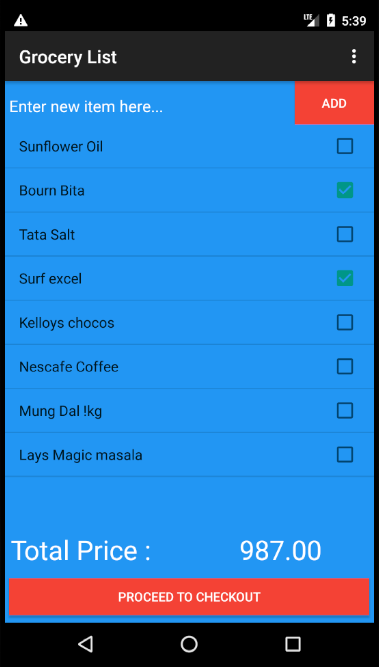 LTE 5:39
Grocery List
Enter new item here... ADD
Sunflower Oil
Bourn Bita
Tata Salt
Surf excel
Kelloys chocos
Nescafe Coffee
Mung Dal !kg
Lays Magic masala
Total Price : 987.00
PROCEED TO CHECKOUT